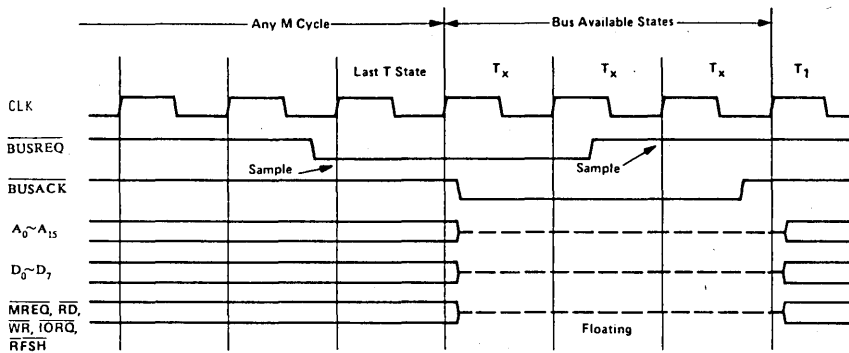 Any M Cycle Bus Available States
Last T State Tx Tx Tx T1
CLK
BUSREQ
Sample Sample
BUSACK
A0~A15
D0~D7
MREQ, RD,
WR, IORQ, Floating
RFSH